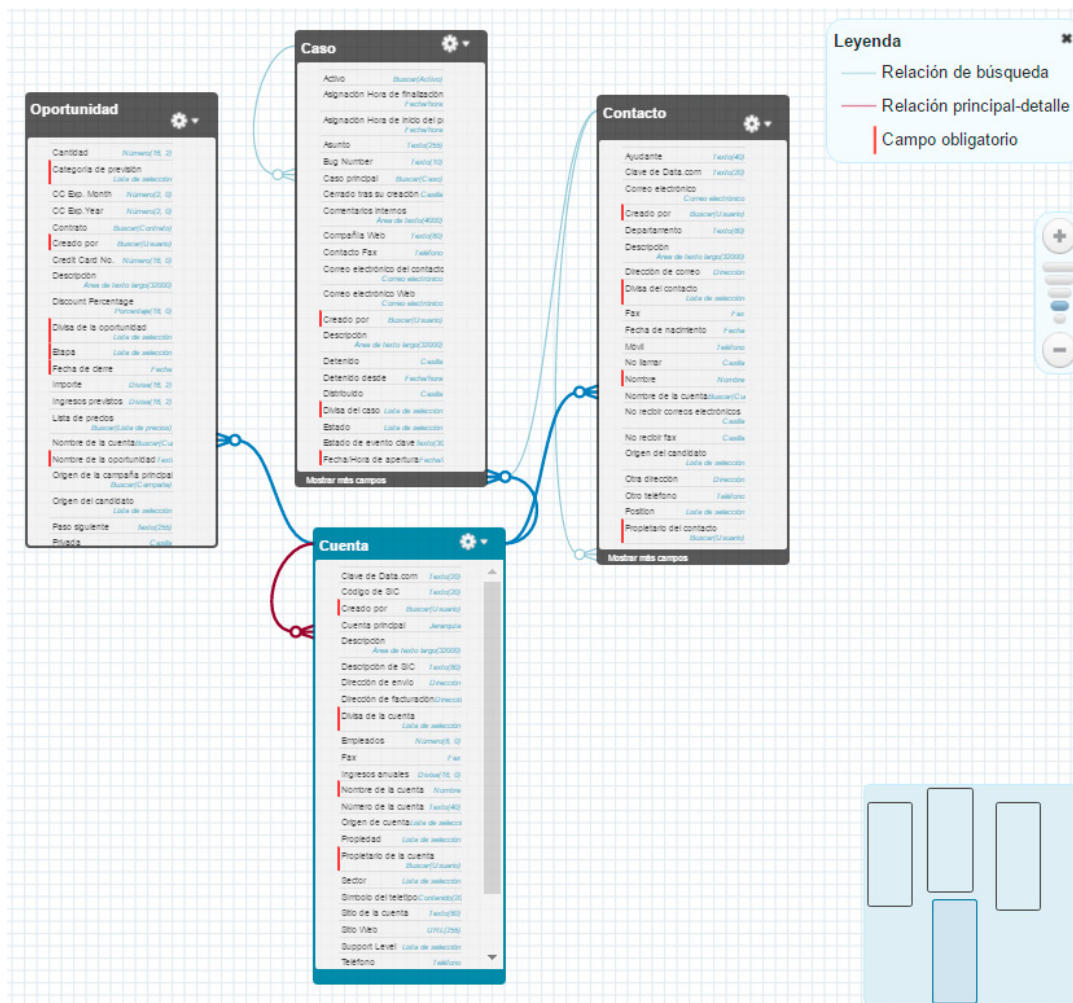 Oportunidad
Cantidad Número(16, 2)
Categoría de previsión
Lista de selección
CC Exp. Month Número(2, 0)
CC Exp.Year Número(2, 0)
Contrato Buscar(Contrato)
Creado por Buscar(Usuario)
Credit Card No. Número(16, 0)
Descripción
Área de texto largo(32000)
Discount Percentage
Porcentaje(16, 0)
Divisa de la oportunidad
Lista de selección
Etapa Lista de selección
Fecha de cierre Fecha
Importe Divisa(16, 2)
Ingresos previstos Divisa(16, 2)
Lista de precios
Buscar(Lista de precios)
Nombre de la cuenta Buscar(Cu
Nombre de la oportunidad Text
Origen de la campaña principal
Buscar(Campaña)
Origen del candidato
Lista de selección
Paso siguiente Texto(255)
Privada Casilla
Caso
Activo Buscar(Activo)
Asignación Hora de finalización
Fecha/hora
Asignación Hora de inicio del p
Fecha/hora
Asunto Texto(255)
Bug Number Texto(10)
Caso principal Buscar(Caso)
Cerrado tras su creación Casilla
Comentarios internos
Área de texto(4000)
Compañía Web Texto(80)
Contacto Fax Teléfono
Correo electrónico del contacto
Correo electrónico
Correo electrónico Web
Correo electrónico
Creado por Buscar(Usuario)
Descripción
Área de texto largo(32000)
Detenido Casilla
Detenido desde Fecha/hora
Distribuido Casilla
Divisa del caso Lista de selección
Estado Lista de selección
Estado de evento clave Texto(30
Fecha/Hora de apertura Fecha/
Mostrar más campos
Contacto
Ayudante Texto(40)
Clave de Data.com Texto(20)
Correo electrónico
Correo electrónico
Creado por Buscar(Usuario)
Departamento Texto(80)
Descripción
Área de texto largo(32000)
Dirección de correo Dirección
Divisa del contacto
Lista de selección
Fax Fax
Fecha de nacimiento Fecha
Móvil Teléfono
No llamar Casilla
Nombre Nombre
Nombre de la cuenta Buscar(Cu
No recibir correos electrónicos
Casilla
No recibir fax Casilla
Origen del candidato
Lista de selección
Otra dirección Dirección
Otro teléfono Teléfono
Position Lista de selección
Propietario del contacto
Buscar(Usuario)
Mostrar más campos
Cuenta
Clave de Data.com Texto(20)
Código de SIC Texto(20)
Creado por Buscar(Usuario)
Cuenta principal Jerarquía
Descripción
Área de texto largo(32000)
Descripción de SIC Texto(80)
Dirección de envío Dirección
Dirección de facturación Direcció
Divisa de la cuenta
Lista de selección
Empleados Número(8, 0)
Fax Fax
Ingresos anuales Divisa(18, 0)
Nombre de la cuenta Nombre
Número de la cuenta Texto(40)
Origen de cuenta Lista de selecc
Propiedad Lista de selección
Propietario de la cuenta
Buscar(Usuario)
Sector Lista de selección
Símbolo del teletipo Contenido(20
Sitio de la cuenta Texto(80)
Sitio Web URL(255)
Support Level Lista de selección
Teléfono Teléfono
Leyenda
Relación de búsqueda
Relación principal-detalle
Campo obligatorio